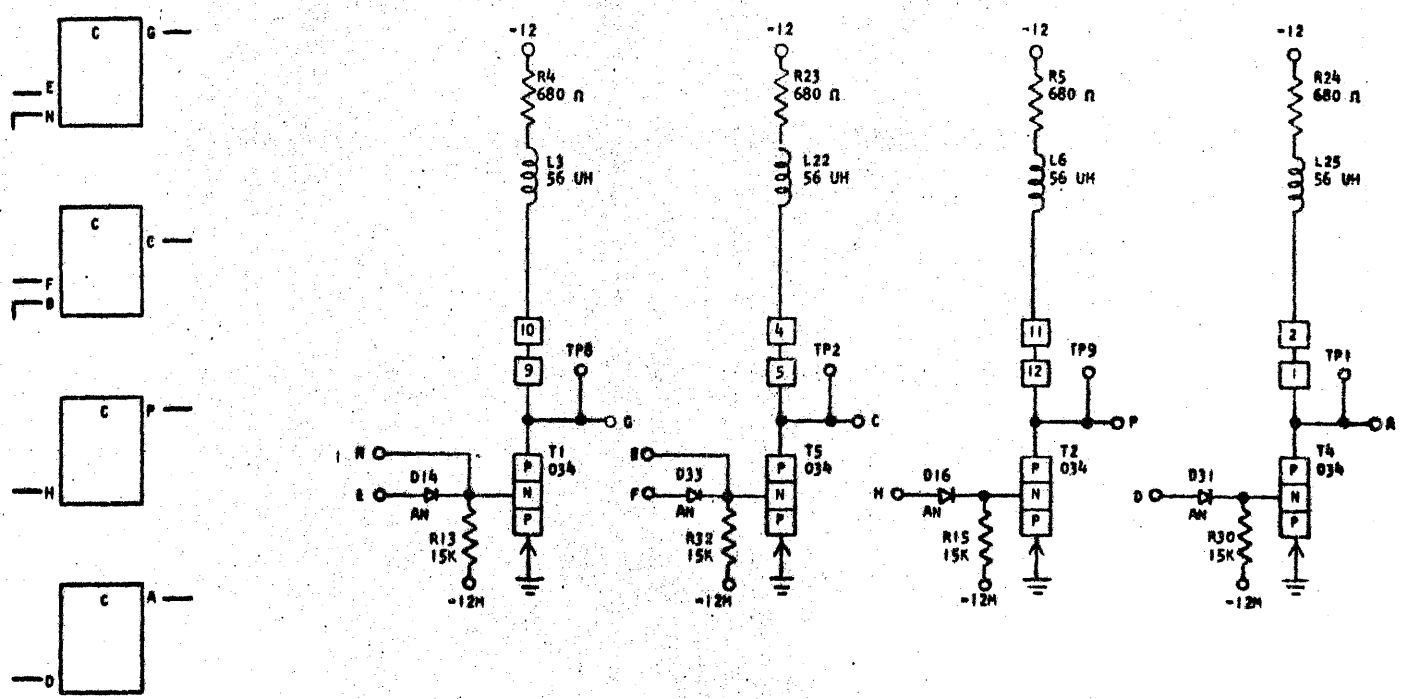 C
G
E
N
C
C
F
B
C
P
H
C
A
D
-12
R4
680 Ω
L3
56 UH
10
9
TP8
G
N
E
D14
AN
R13
15K
-12M
T1
034
P
N
P
-12
R23
680 Ω
L22
56 UH
4
5
TP2
C
B
F
D33
AN
R32
15K
-12M
T5
034
P
N
P
-12
R5
680 Ω
L6
56 UH
11
12
TP9
P
H
D16
AN
R15
15K
-12M
T2
034
P
N
P
-12
R24
680 Ω
L25
56 UH
2
1
TP1
A
D
D31
AN
R30
15K
-12M
T4
034
P
N
P